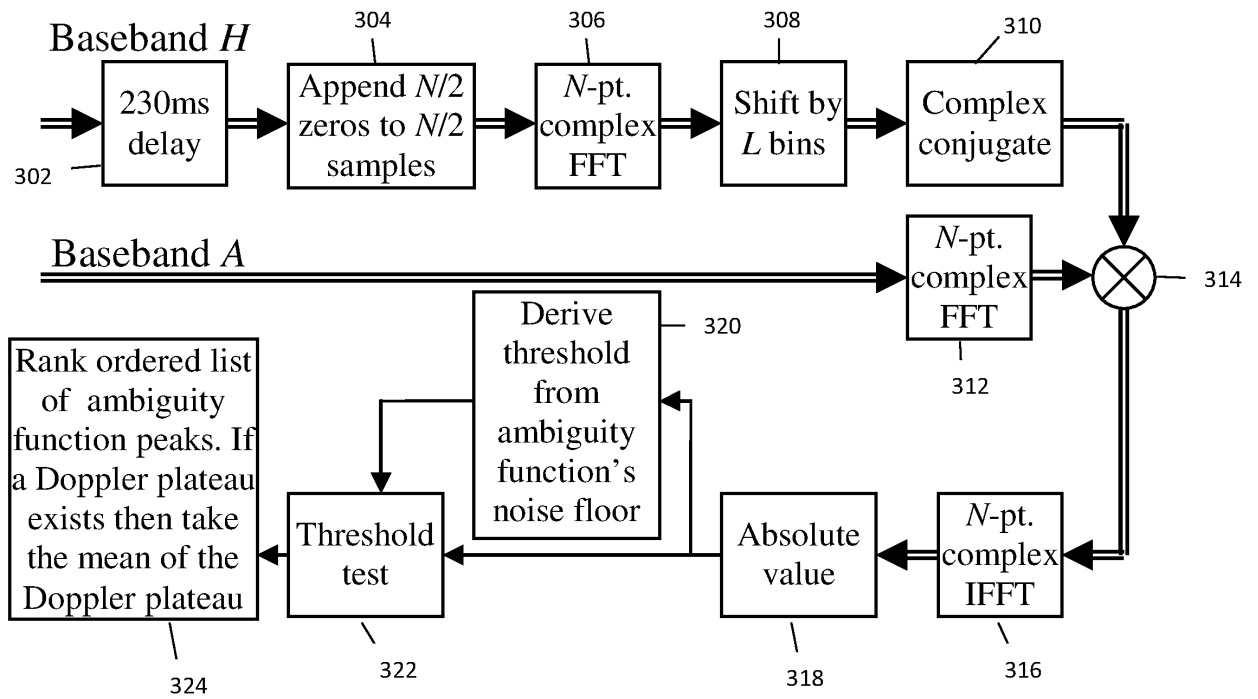 304
306
308
310
Baseband H
230ms
delay
Append N/2
zeros to N/2
samples
N-pt.
complex
FFT
Shift by
L bins
Complex
conjugate
302
Baseband A
N-pt.
complex
FFT
314
312
Derive
threshold
from
ambiguity
function's
noise floor
320
Rank ordered list
of ambiguity
function peaks. If
a Doppler plateau
exists then take
the mean of the
Doppler plateau
Threshold
test
Absolute
value
N-pt.
complex
IFFT
324
322
318
316